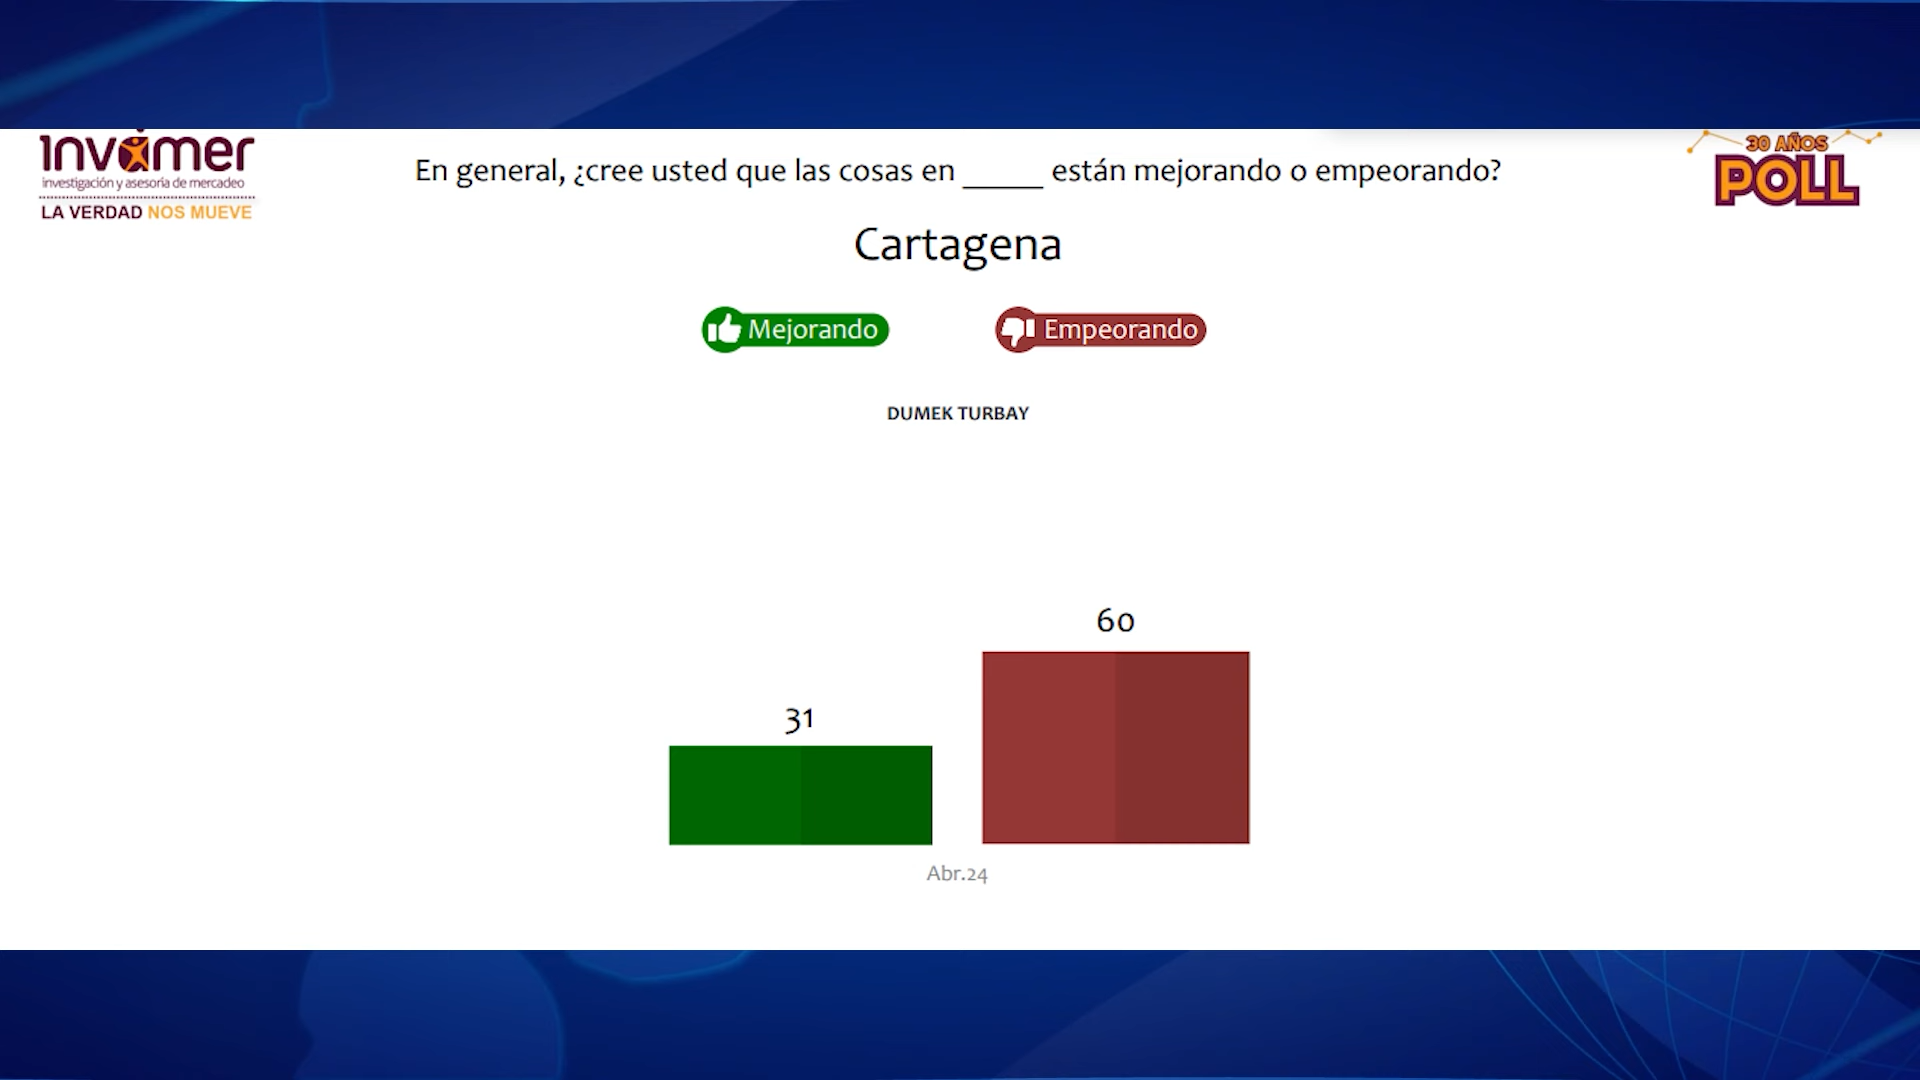 invamer
investigación y asesoría de mercadeo
LA VERDAD NOS MUEVE
En general, ¿cree usted que las cosas en _____ están mejorando o empeorando?
30 AÑOS
POLL
Cartagena
Mejorando
Empeorando
DUMEK TURBAY
60
31
Abr.24